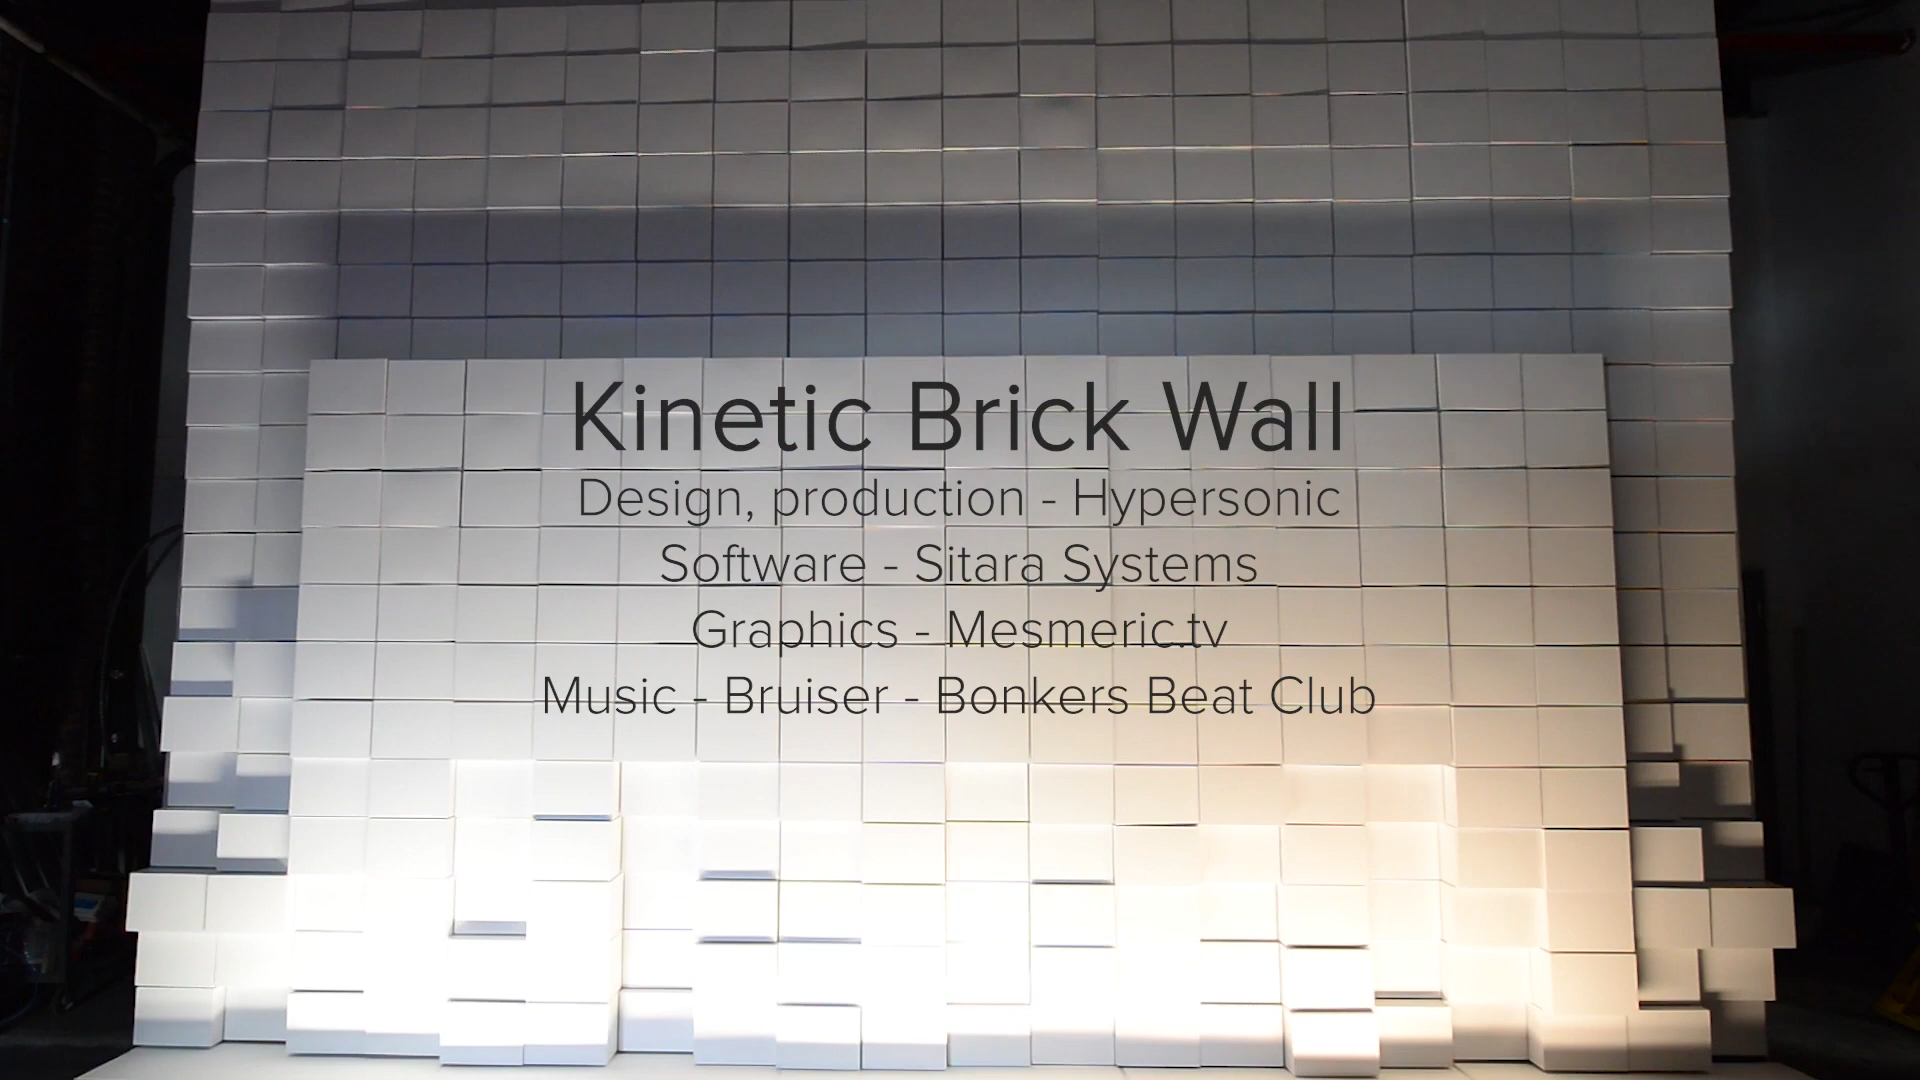 Kinetic Brick Wall
Design, production - Hypersonic
Software - Sitara Systems
Graphics - Mesmeric.tv
Music - Bruiser - Bonkers Beat Club